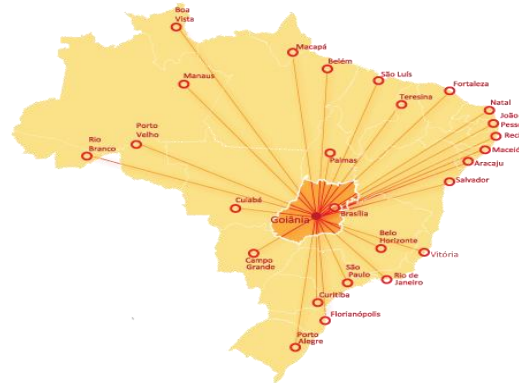 Boa
Vista
Macapá
Belém
Manaus
São Luís
Fortaleza
Teresina
Natal
João
Pess
Rec
Maceió
Porto
Velho
Rio
Branco
Palmas
Aracaju
Salvador
Cuiabá
Brasília
Goiânia
Belo
Horizonte
Vitória
Campo
Grande
São
Paulo
Rio de
Janeiro
Curitiba
Florianópolis
Porto
Alegre